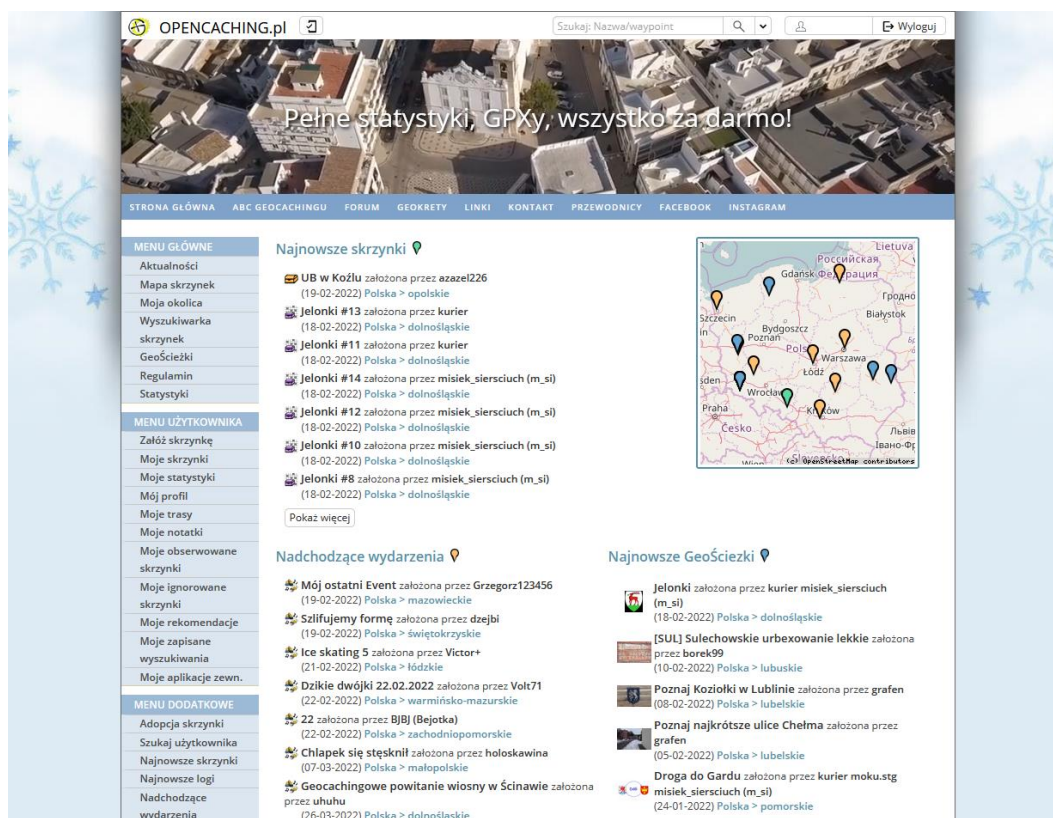 OPENCACHING.pl
Szukaj: Nazwa/waypoint
Wyloguj
Pełne statystyki, GPXy, wszystko za darmo!
STRONA GŁÓWNA ABC GEOCACHINGU FORUM GEOKRETY LINKI KONTAKT PRZEWODNICY FACEBOOK INSTAGRAM
MENU GŁÓWNE
Aktualności
Mapa skrzynek
Moja okolica
Wyszukiwarka
skrzynek
GeoŚcieżki
Regulamin
Statystyki
MENU UŻYTKOWNIKA
Załóż skrzynkę
Moje skrzynki
Moje statystyki
Mój profil
Moje trasy
Moje notatki
Moje obserwowane
skrzynki
Moje ignorowane
skrzynki
Moje rekomendacje
Moje zapisane
wyszukiwania
Moje aplikacje zewn.
MENU DODATKOWE
Adopcja skrzynki
Szukaj użytkownika
Najnowsze skrzynki
Najnowsze logi
Nadchodzące
wydarzenia
Najnowsze skrzynki
UB w Koźlu założona przez azazel226
(19-02-2022) Polska > opolskie
Jelonki #13 założona przez kurier
(18-02-2022) Polska > dolnośląskie
Jelonki #11 założona przez kurier
(18-02-2022) Polska > dolnośląskie
Jelonki #14 założona przez misiek_siersciuch (m_si)
(18-02-2022) Polska > dolnośląskie
Jelonki #12 założona przez misiek_siersciuch (m_si)
(18-02-2022) Polska > dolnośląskie
Jelonki #10 założona przez misiek_siersciuch (m_si)
(18-02-2022) Polska > dolnośląskie
Jelonki #8 założona przez misiek_siersciuch (m_si)
(18-02-2022) Polska > dolnośląskie
Pokaż więcej
Lietuva
Российская
Gdańsk Федерация
Гродно
Szczecin
Białystok
Bydgoszcz
Poznań
Warszawa
Łódź
Wrocław
Praha
Kraków
Česko
Львів
Slovensko
Wien
(c) OpenStreetMap contributors
Nadchodzące wydarzenia
Mój ostatni Event założona przez Grzegorz123456
(19-02-2022) Polska > mazowieckie
Szlifujemy formę założona przez dzejbi
(19-02-2022) Polska > świętokrzyskie
Ice skating 5 założona przez Victor+
(21-02-2022) Polska > łódzkie
Dzikie dwójki 22.02.2022 założona przez Volt71
(22-02-2022) Polska > warmińsko-mazurskie
22 założona przez BJBJ (Bejotka)
(22-02-2022) Polska > zachodniopomorskie
Chlapek się stęsknił założona przez holoskawina
(07-03-2022) Polska > małopolskie
Geocachingowe powitanie wiosny w Ścinawie założona
przez uhuhu
(26-03-2022) Polska > dolnośląskie
Najnowsze GeoŚciezki
Jelonki założona przez kurier misiek_siersciuch
(m_si)
(18-02-2022) Polska > dolnośląskie
[SUL] Sulechowskie urbexowanie lekkie założona
przez borek99
(10-02-2022) Polska > lubuskie
Poznaj Koziołki w Lublinie założona przez grafen
(08-02-2022) Polska > lubelskie
Poznaj najkrótsze ulice Chełma założona przez
grafen
(05-02-2022) Polska > lubelskie
Droga do Gardu założona przez kurier moku.stg
misiek_siersciuch (m_si)
(24-01-2022) Polska > pomorskie